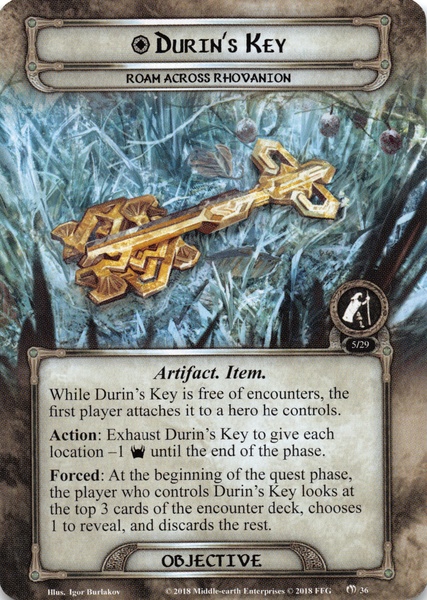 Durin's Key
Roam Across Rhovanion
5/29
Artifact. Item.
While Durin's Key is free of encounters, the
first player attaches it to a hero he controls.
Action: Exhaust Durin's Key to give each
location –1 until the end of the phase.
Forced: At the beginning of the quest phase,
the player who controls Durin's Key looks at
the top 3 cards of the encounter deck, chooses
1 to reveal, and discards the rest.
Objective
Illus. Igor Burlakov
©2018 Middle-earth Enterprises ©2018 FFG
36